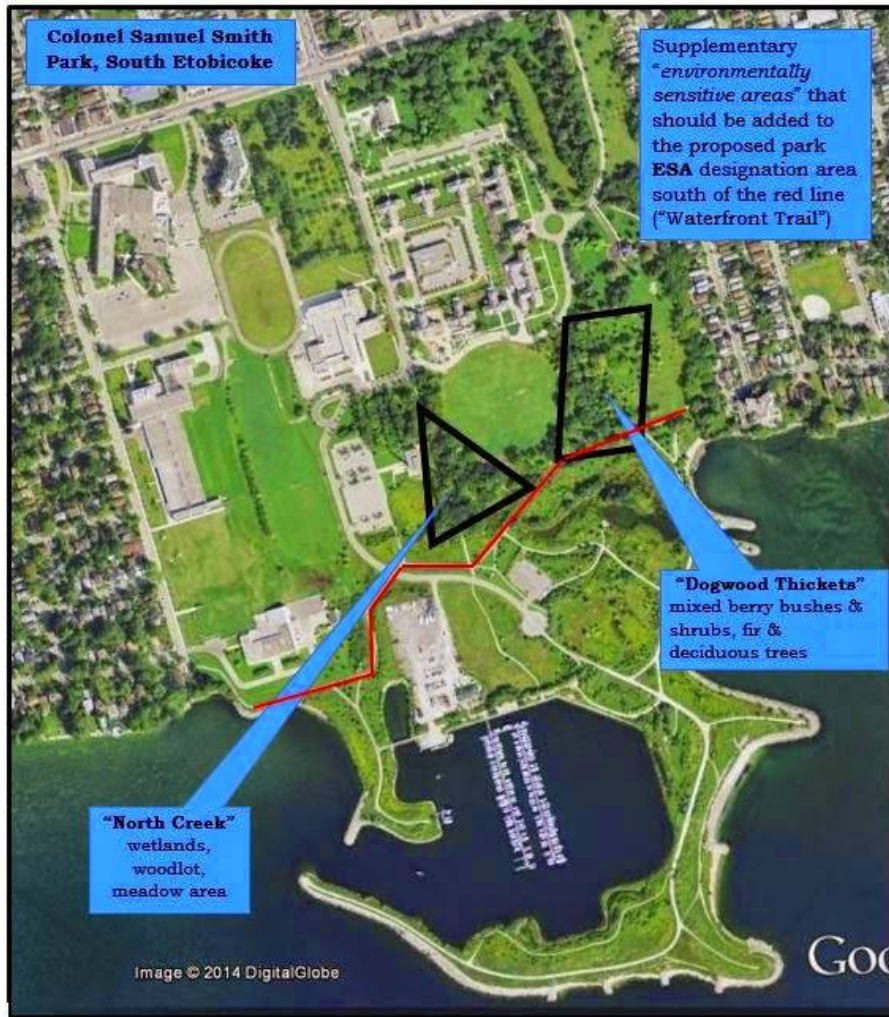 Colonel Samuel Smith
Park, South Etobicoke
Supplementary
"environmentally
sensitive areas" that
should be added to
the proposed park
ESA designation area
south of the red line
("Waterfront Trail")
"Dogwood Thickets"
mixed berry bushes &
shrubs, fir &
deciduous trees
"North Creek"
wetlands,
woodlot,
meadow area
Image © 2014 DigitalGlobe
Goo